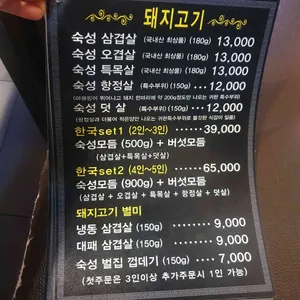 돼지고기
숙성 삼겹살 (국내산 최상품) (180g) 13,000
숙성 오겹살 (국내산 최상품) (180g) 13,000
숙성 특목살 (국내산 최상품) (180g) 13,000
숙성 항정살 (특수부위) (150g) ... 12,000
숙성 덧 살 (특수부위) (150g) ... 12,000
한국set1 (2인~3인) ...... 39,000
숙성모듬 (500g) + 버섯모듬
(삼겹살+특목살+덧살)
한국set2 (4인~5인) ...... 65,000
숙성모듬 (900g) + 버섯모듬
(삼겹살 + 오겹살 + 특목살 + 항정살 + 덧살)
돼지고기 별미
냉동 삼겹살 (150g) ....... 9,000
대패 삼겹살 (150g) ....... 9,000
숙성 벌집 껍데기 (150g) .... 7,000
(첫주문은 3인이상 추가주문시 1인 가능)